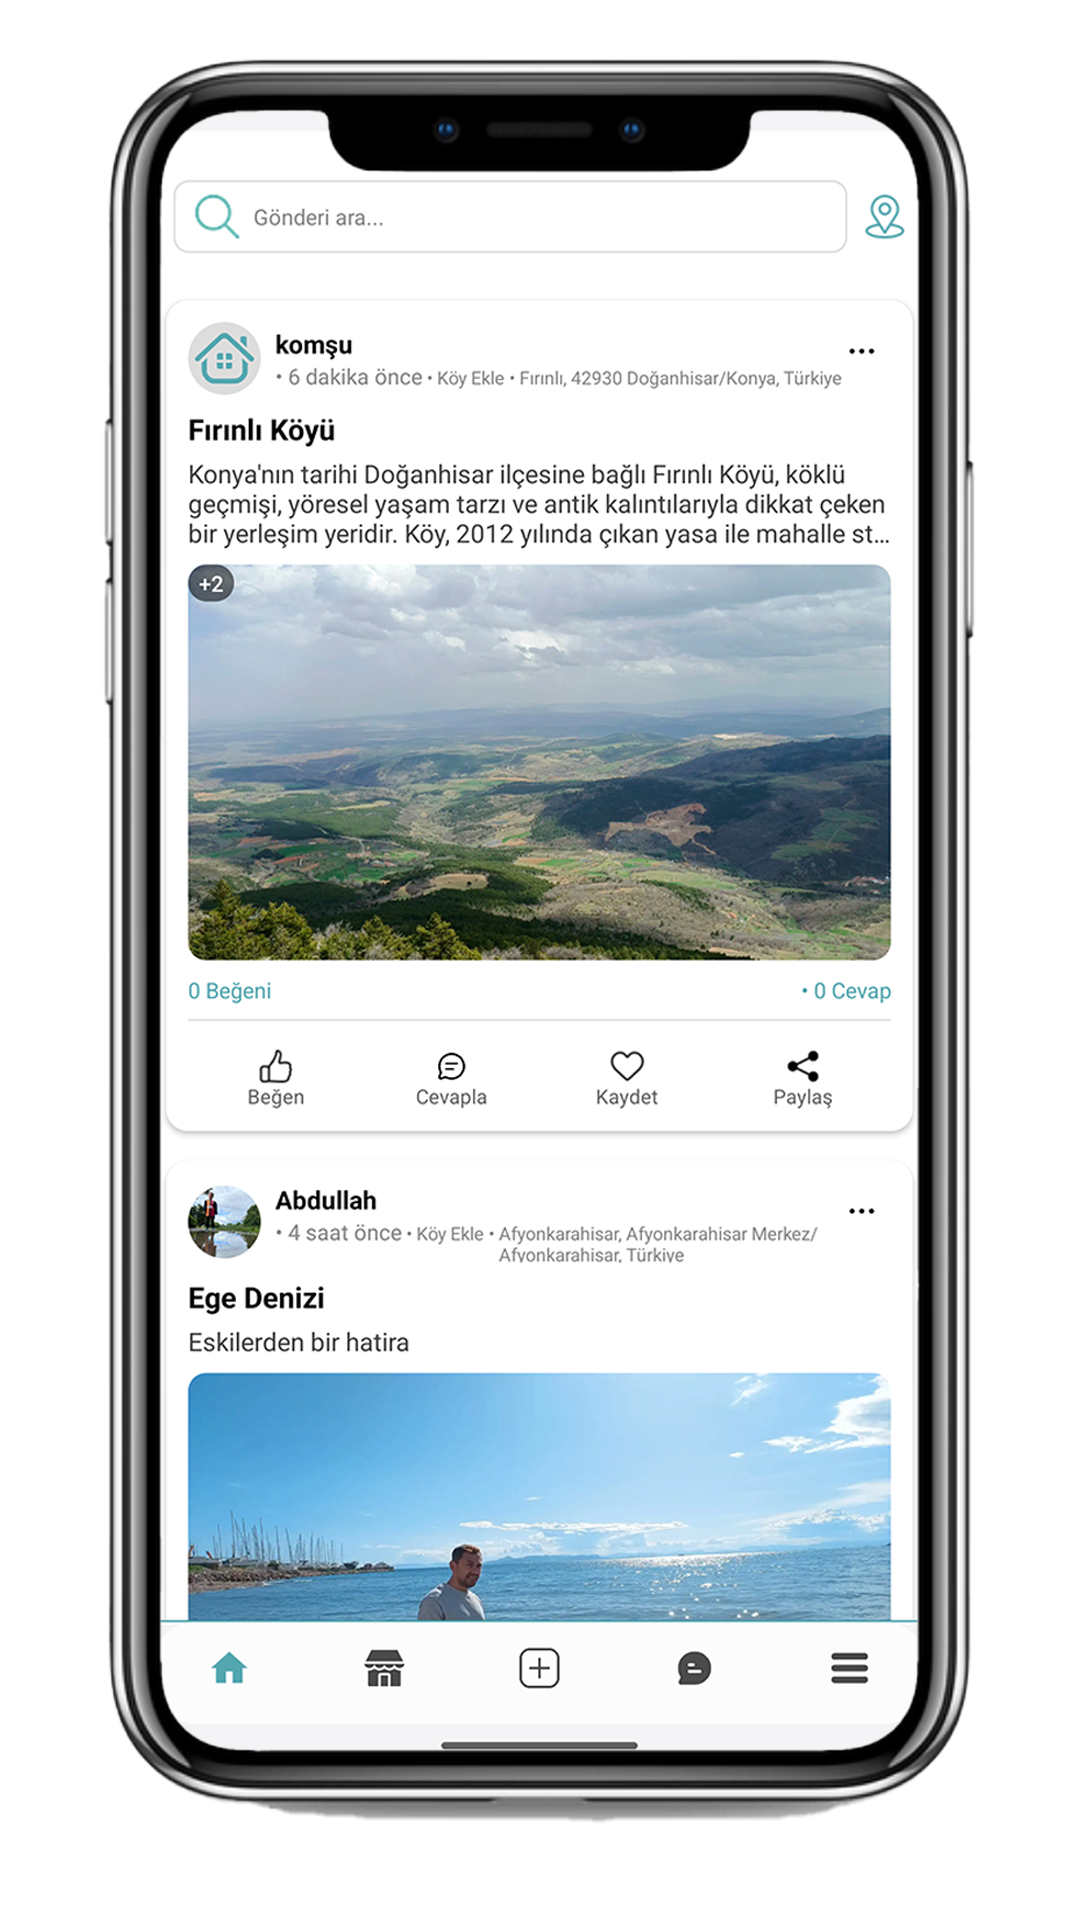 Gönderi ara...
komşu
• 6 dakika önce • Köy Ekle • Fırınlı, 42930 Doğanhisar/Konya, Türkiye
Fırınlı Köyü
Konya'nın tarihi Doğanhisar ilçesine bağlı Fırınlı Köyü, köklü
geçmişi, yöresel yaşam tarzı ve antik kalıntılarıyla dikkat çeken
bir yerleşim yeridir. Köy, 2012 yılında çıkan yasa ile mahalle st...
+2
0 Beğeni • 0 Cevap
Beğen Cevapla Kaydet Paylaş
Abdullah
• 4 saat önce • Köy Ekle • Afyonkarahisar, Afyonkarahisar Merkez/
Afyonkarahisar, Türkiye
Ege Denizi
Eskilerden bir hatira